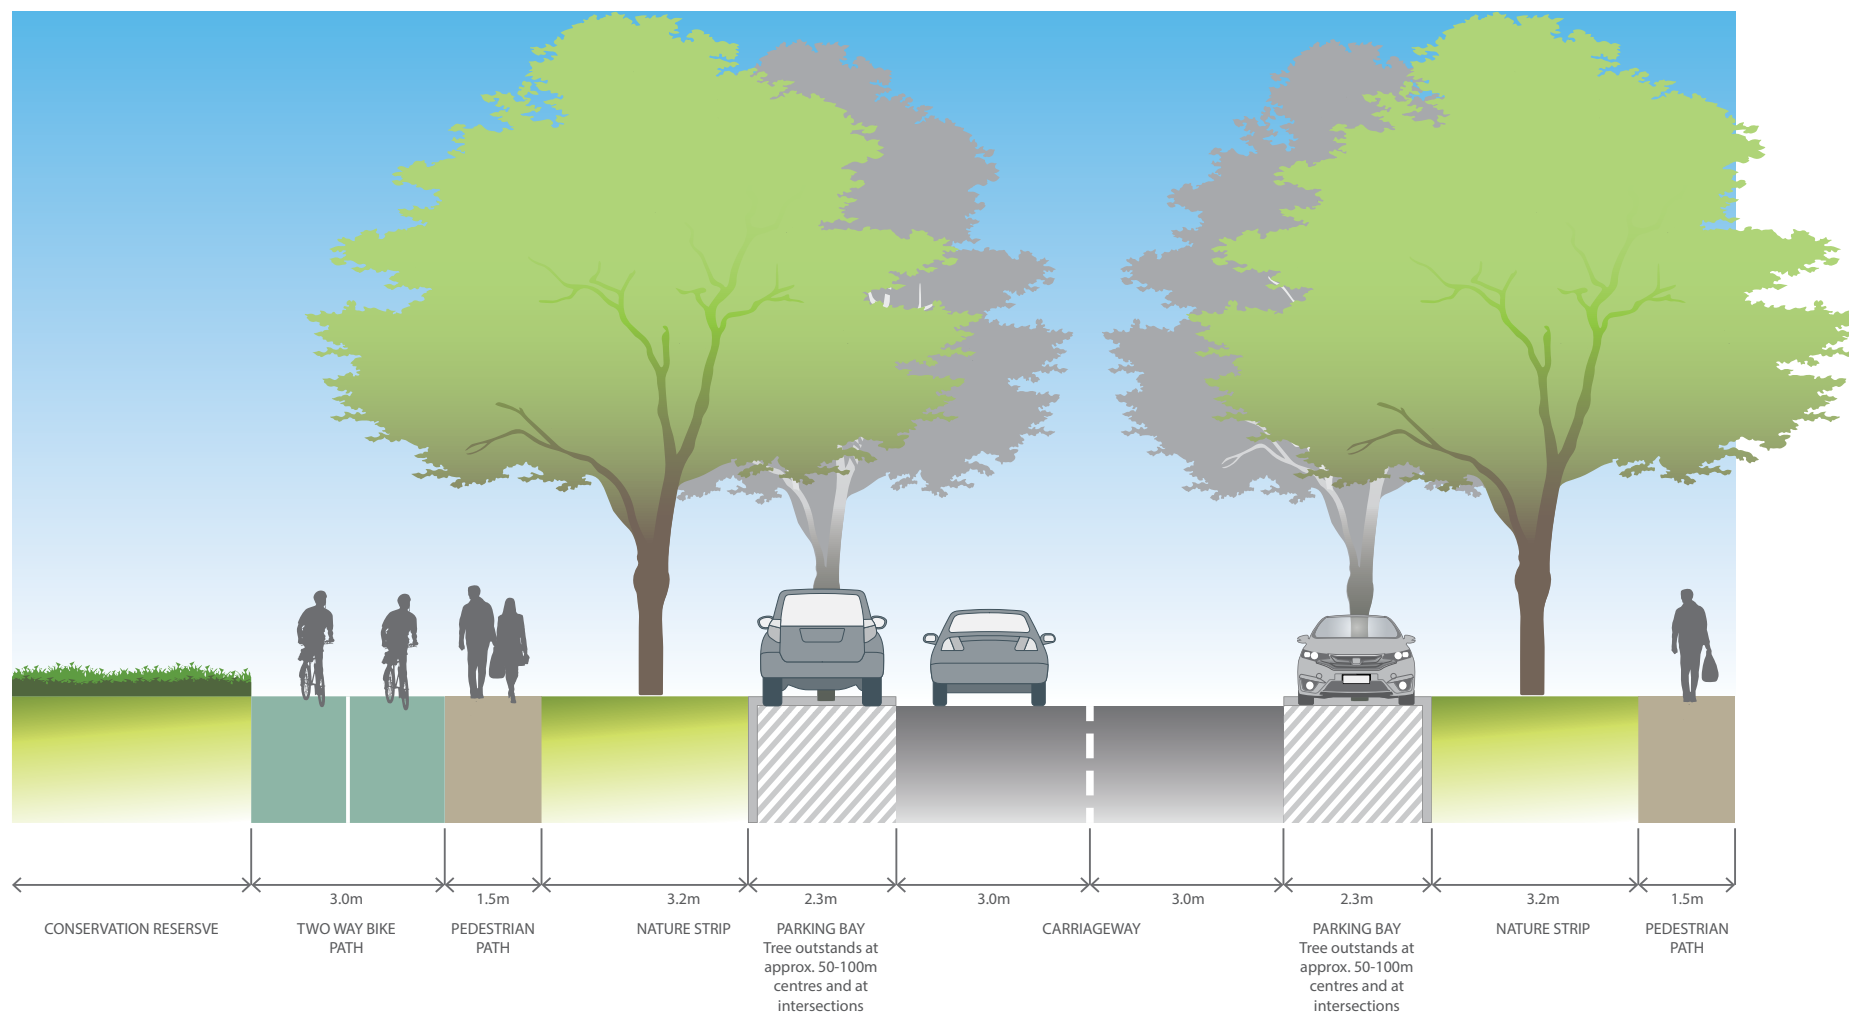 3.0m
1.5m
3.2m
2.3m
3.0m
3.0m
2.3m
3.2m
1.5m
CONSERVATION RESERSVE
TWO WAY BIKE
PATH
PEDESTRIAN
PATH
NATURE STRIP
PARKING BAY
Tree outstands at
approx. 50-100m
centres and at
intersections
CARRIAGEWAY
PARKING BAY
Tree outstands at
approx. 50-100m
centres and at
intersections
NATURE STRIP
PEDESTRIAN
PATH